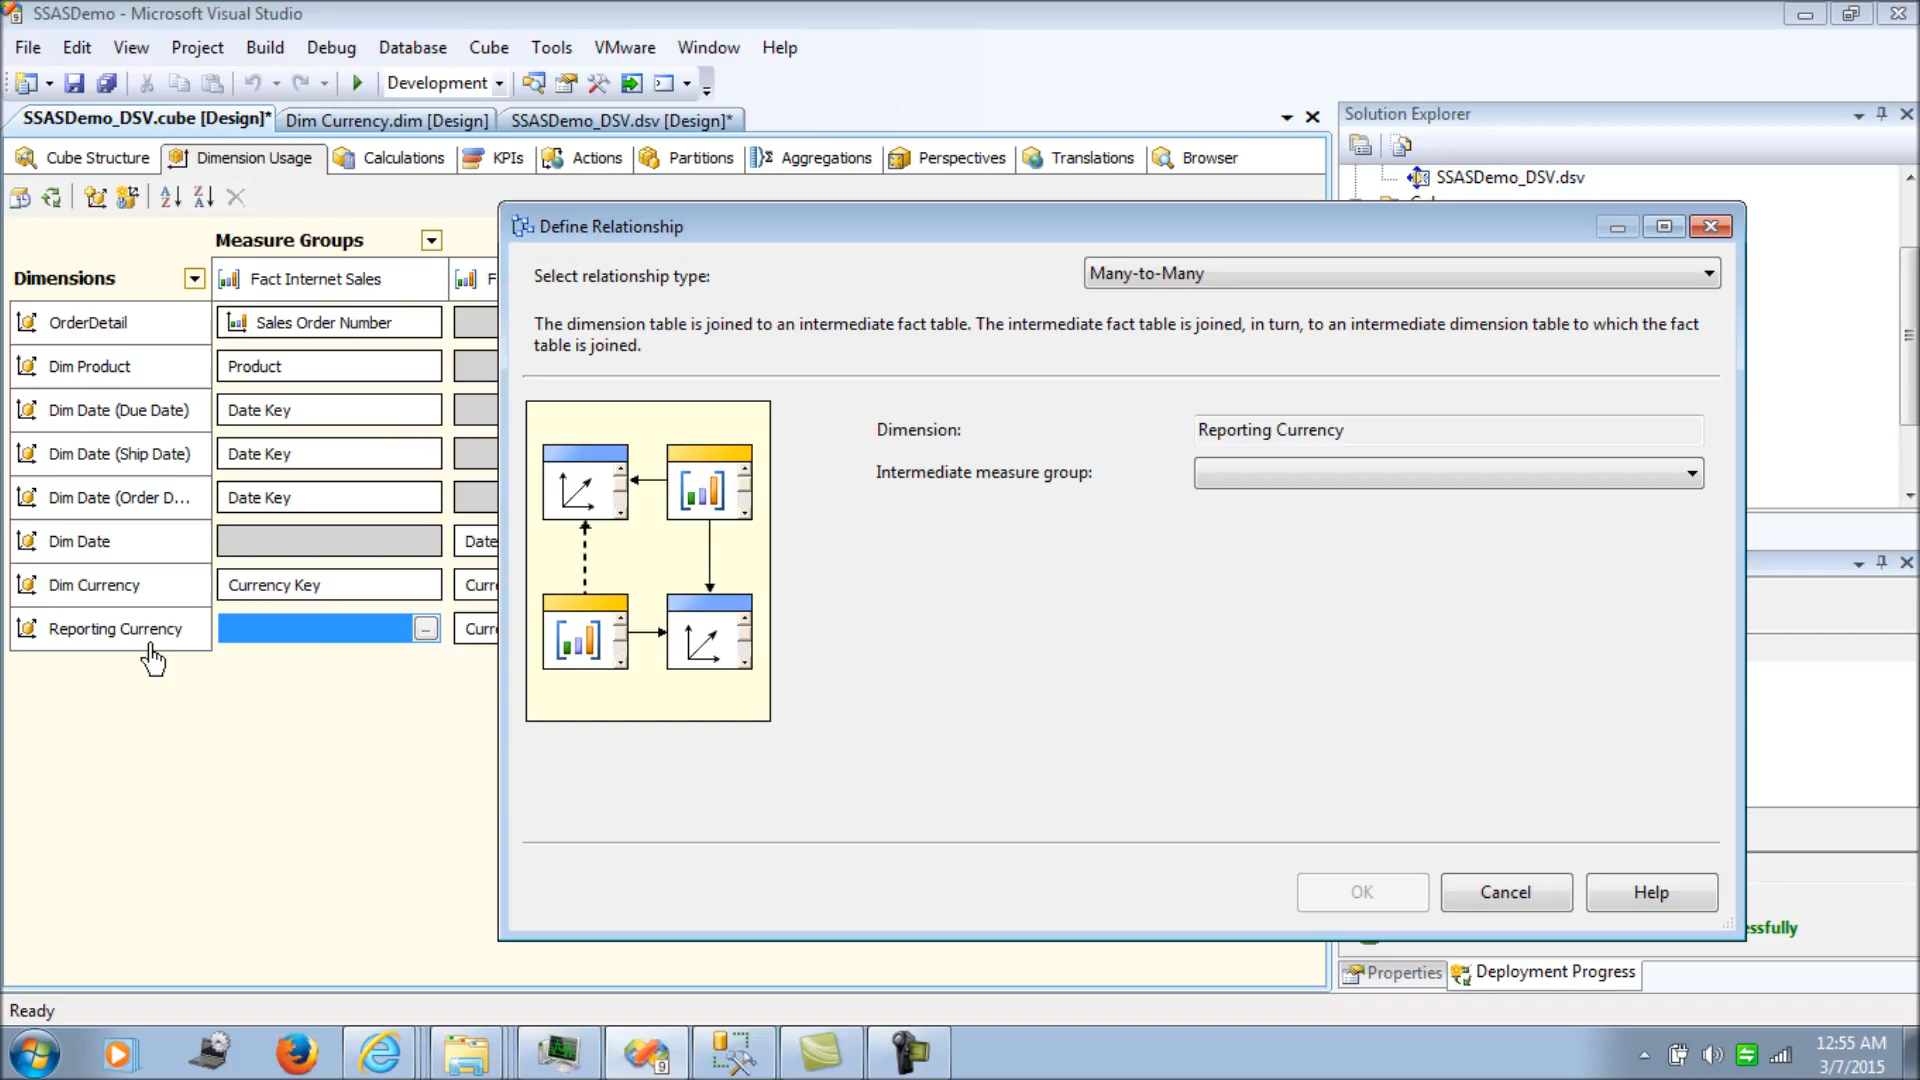 SSASDemo - Microsoft Visual Studio
File Edit View Project Build Debug Database Cube Tools VMware Window Help
Development
SSASDemo_DSV.cube [Design]* Dim Currency.dim [Design] SSASDemo_DSV.dsv [Design]*
Solution Explorer
Cube Structure Dimension Usage Calculations KPIs Actions Partitions Aggregations Perspectives Translations Browser
SSASDemo_DSV.dsv
Define Relationship
Measure Groups
Select relationship type: Many-to-Many
Dimensions Fact Internet Sales F
The dimension table is joined to an intermediate fact table. The intermediate fact table is joined, in turn, to an intermediate dimension table to which the fact
table is joined.
OrderDetail Sales Order Number
Dim Product Product
Dim Date (Due Date) Date Key
Dim Date (Ship Date) Date Key
Dim Date (Order D... Date Key
Dim Date Date
Dim Currency Currency Key Curre
Reporting Currency ... Curre
Dimension: Reporting Currency
Intermediate measure group:
OK Cancel Help
essfully
Properties Deployment Progress
Ready
12:55 AM
3/7/2015